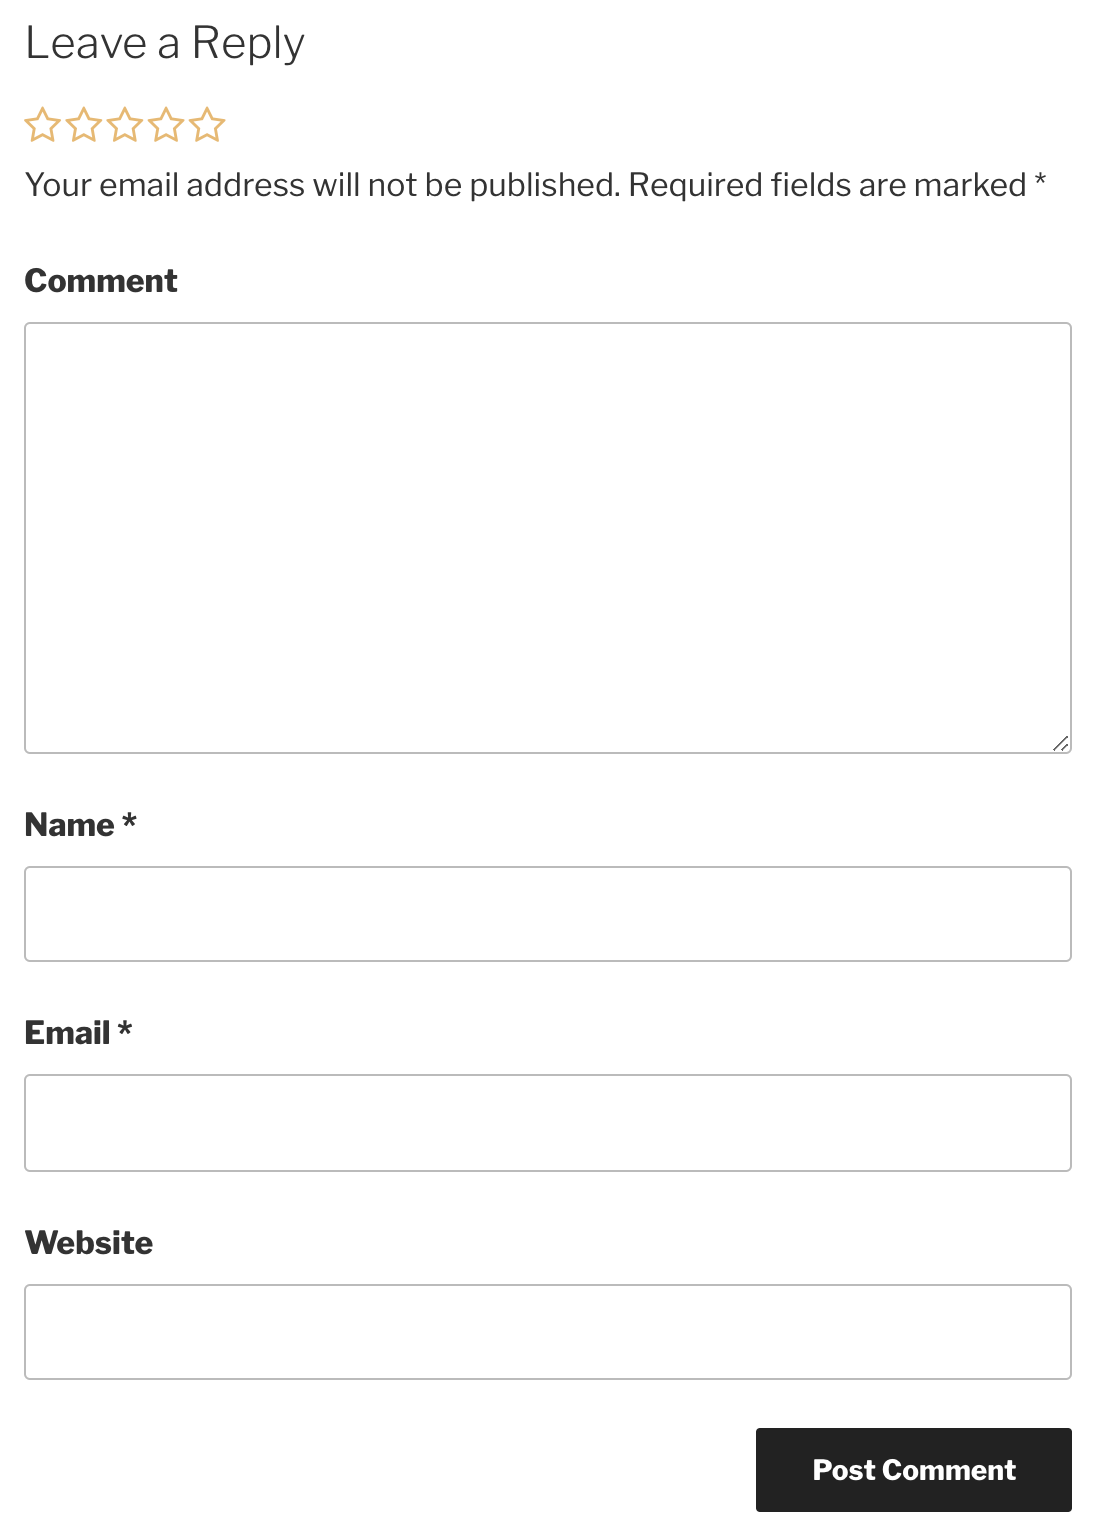 Leave a Reply
Your email address will not be published. Required fields are marked *
Comment
Name *
Email *
Website
Post Comment